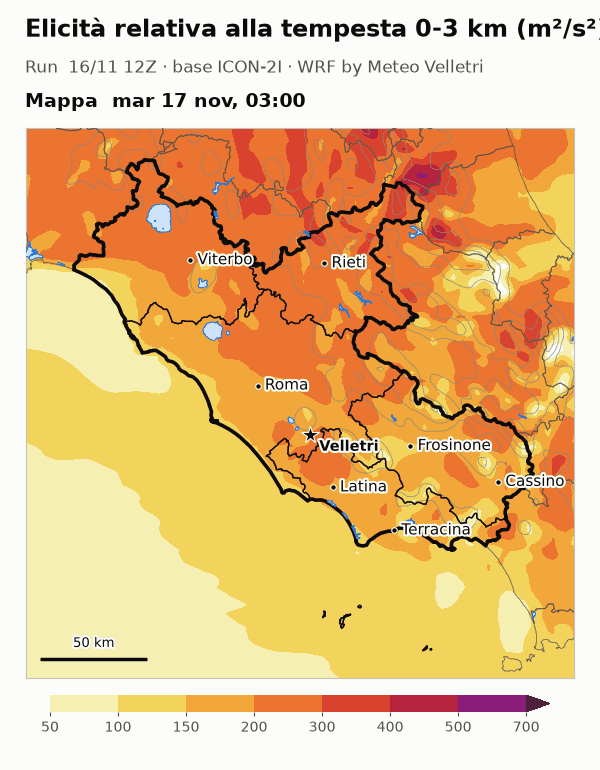 Elicità relativa alla tempesta 0-3 km (m²/s²)
Run 16/11 12Z · base ICON-2I · WRF by Meteo Velletri
Mappa mar 17 nov, 03:00
Viterbo
Rieti
Roma
Velletri
Frosinone
Cassino
Latina
Terracina
50 km
50 100 150 200 300 400 500 700